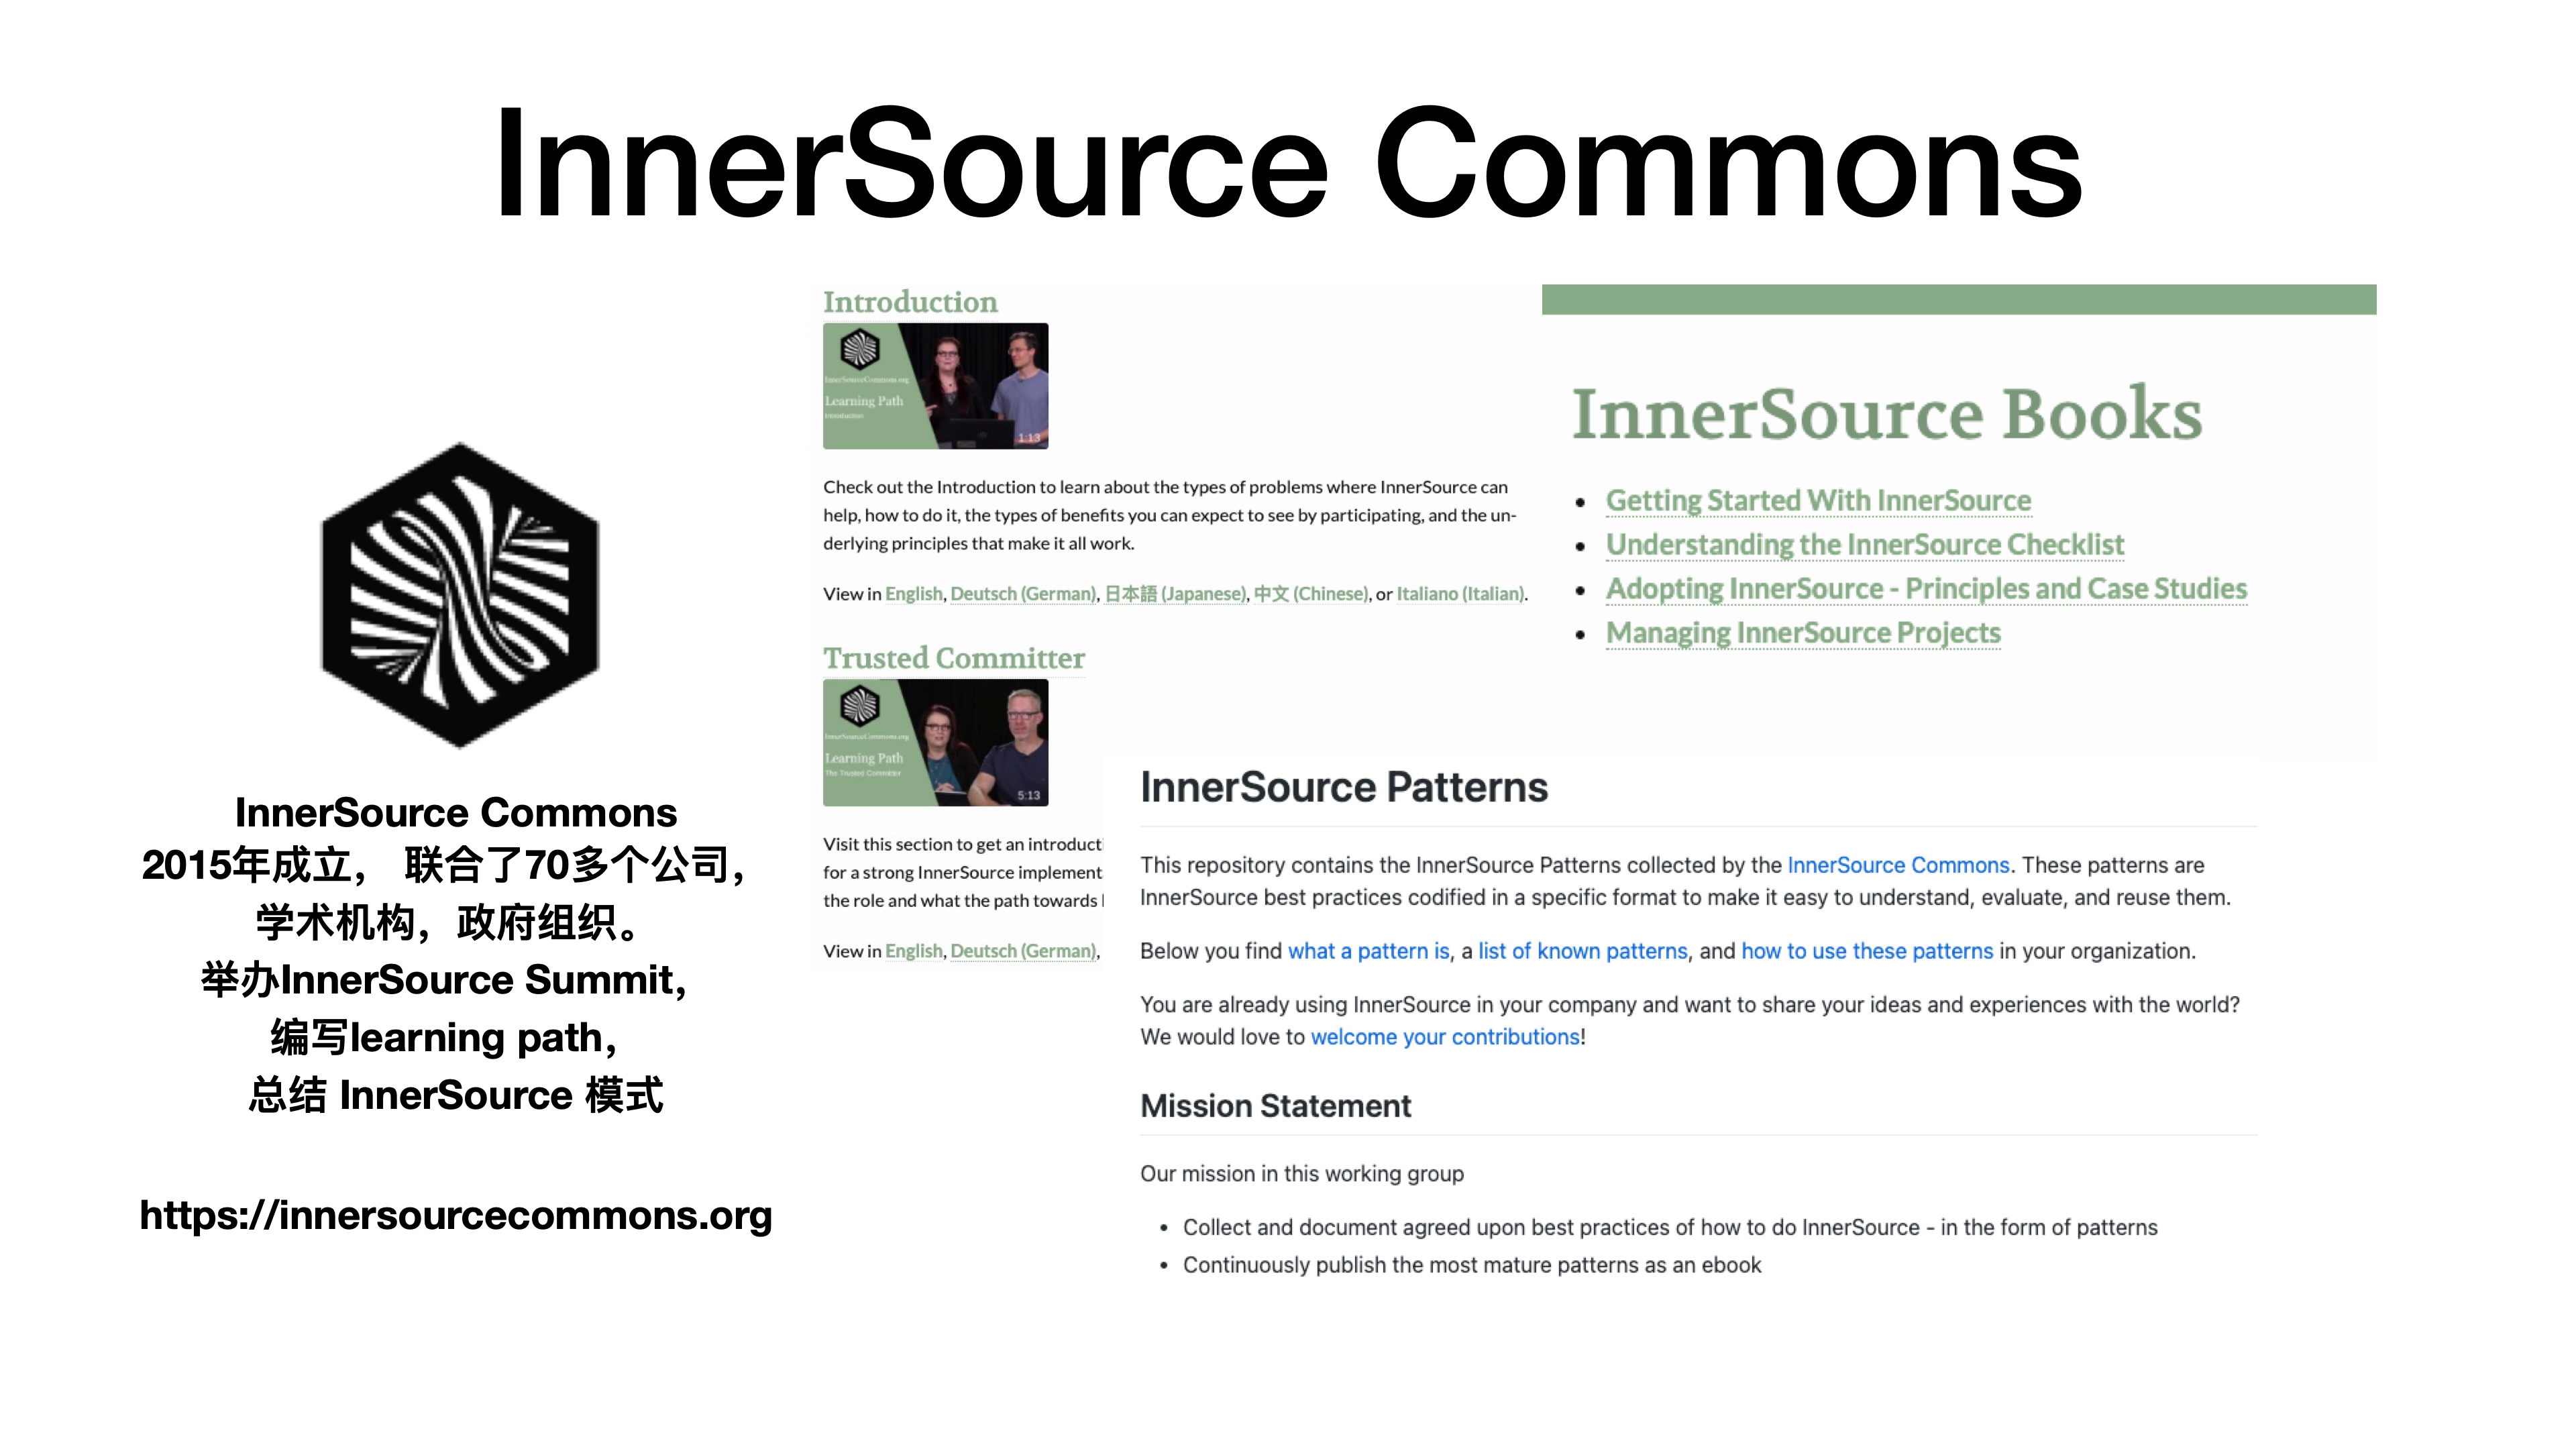 InnerSource Commons
InnerSource Commons
2015年成立， 联合了70多个公司，
学术机构，政府组织。
举办InnerSource Summit，
编写learning path，
总结 InnerSource 模式
https://innersourcecommons.org
Introduction
InnerSourceCommons.org
Learning Path
Introduction
1:13
Check out the Introduction to learn about the types of problems where InnerSource can
help, how to do it, the types of benefits you can expect to see by participating, and the un-
derlying principles that make it all work.
View in English, Deutsch (German), 日本語 (Japanese), 中文 (Chinese), or Italiano (Italian).
Trusted Committer
InnerSourceCommons.org
Learning Path
The Trusted Committer
5:13
Visit this section to get an introducti
for a strong InnerSource implement
the role and what the path towards
View in English, Deutsch (German),
InnerSource Books
• Getting Started With InnerSource
• Understanding the InnerSource Checklist
• Adopting InnerSource - Principles and Case Studies
• Managing InnerSource Projects
InnerSource Patterns
This repository contains the InnerSource Patterns collected by the InnerSource Commons. These patterns are
InnerSource best practices codified in a specific format to make it easy to understand, evaluate, and reuse them.
Below you find what a pattern is, a list of known patterns, and how to use these patterns in your organization.
You are already using InnerSource in your company and want to share your ideas and experiences with the world?
We would love to welcome your contributions!
Mission Statement
Our mission in this working group
• Collect and document agreed upon best practices of how to do InnerSource - in the form of patterns
• Continuously publish the most mature patterns as an ebook